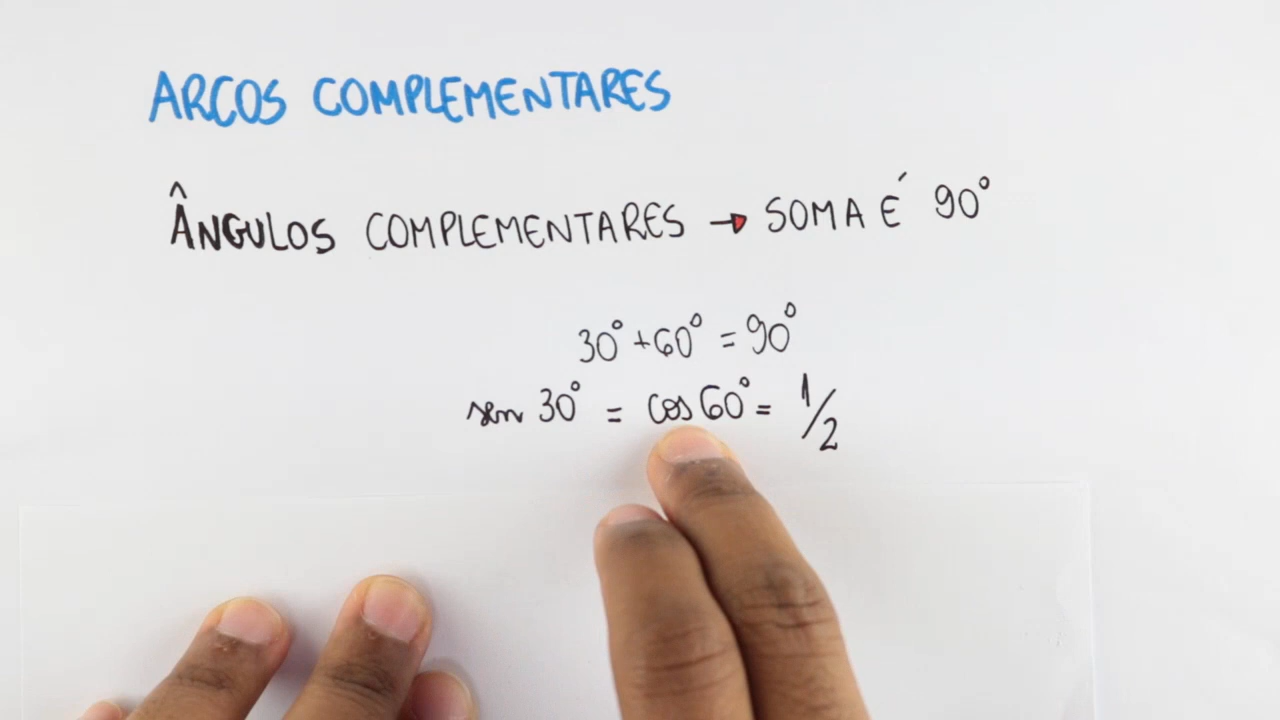 ARCOS COMPLEMENTARES
ÂNGULOS COMPLEMENTARES → SOMA É 90°
30° + 60° = 90°
sen 30° = cos 60° = 1/2